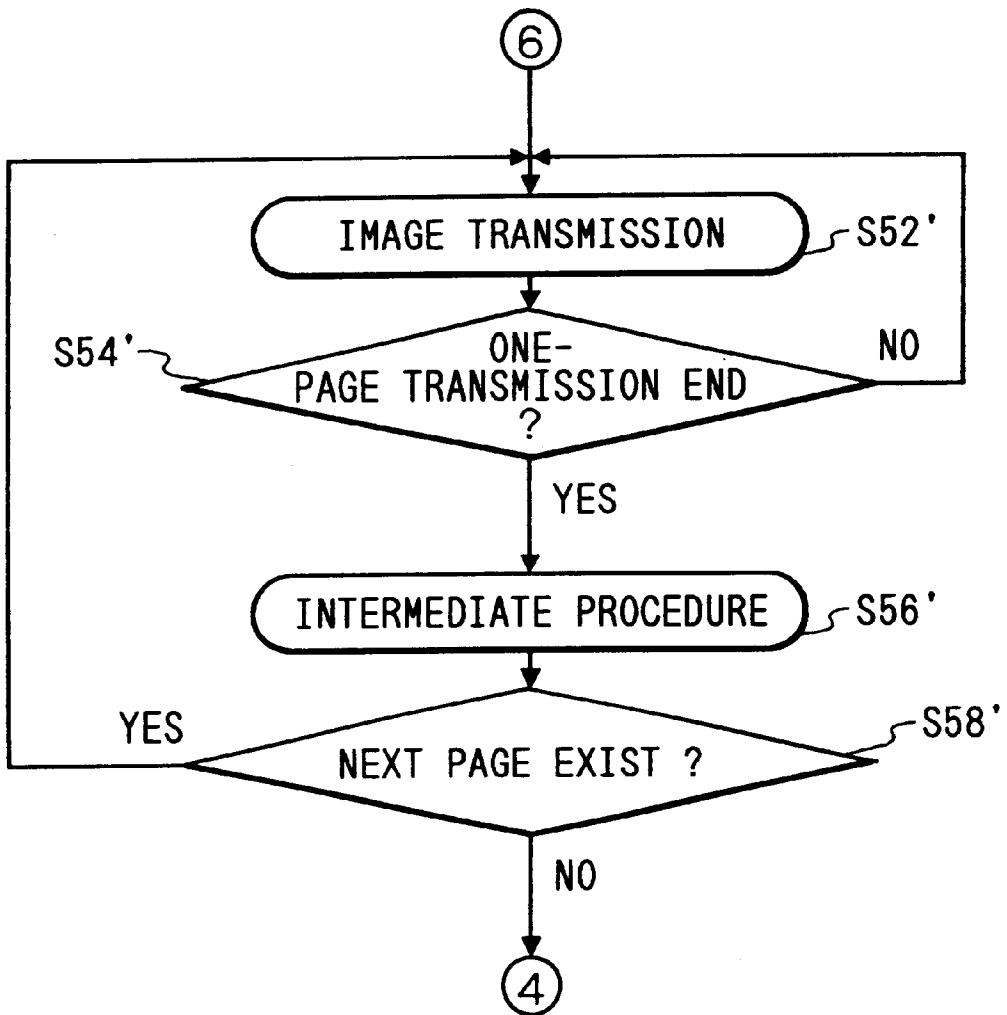 6
IMAGE TRANSMISSION
S52'
S54'
ONE-
PAGE TRANSMISSION END
?
NO
YES
INTERMEDIATE PROCEDURE
S56'
YES
S58'
NEXT PAGE EXIST ?
NO
4